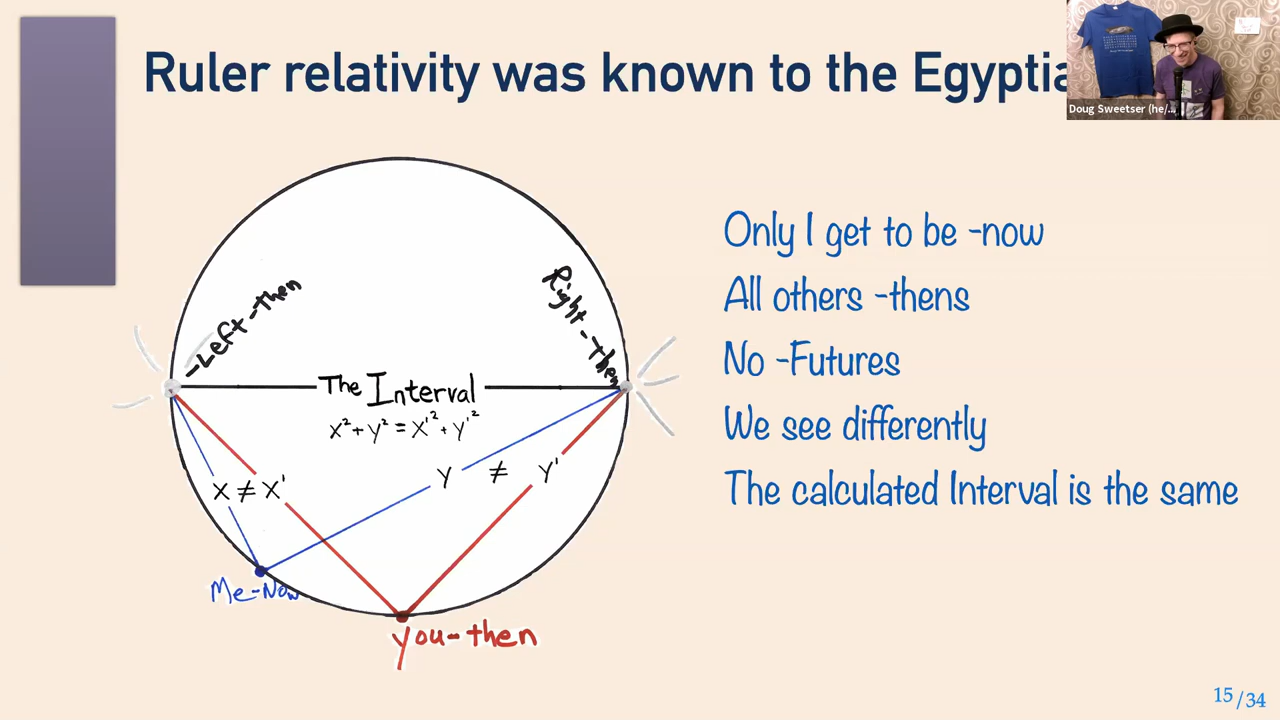 Ruler relativity was known to the Egyptia
Doug Sweetser (he/...
-Left-then
Right-then
The Interval
x² + y² = x'² + y'²
x ≠ x'
y ≠ y'
Me-Now
you-then
Only I get to be -now
All others -thens
No -Futures
We see differently
The calculated Interval is the same
15/34